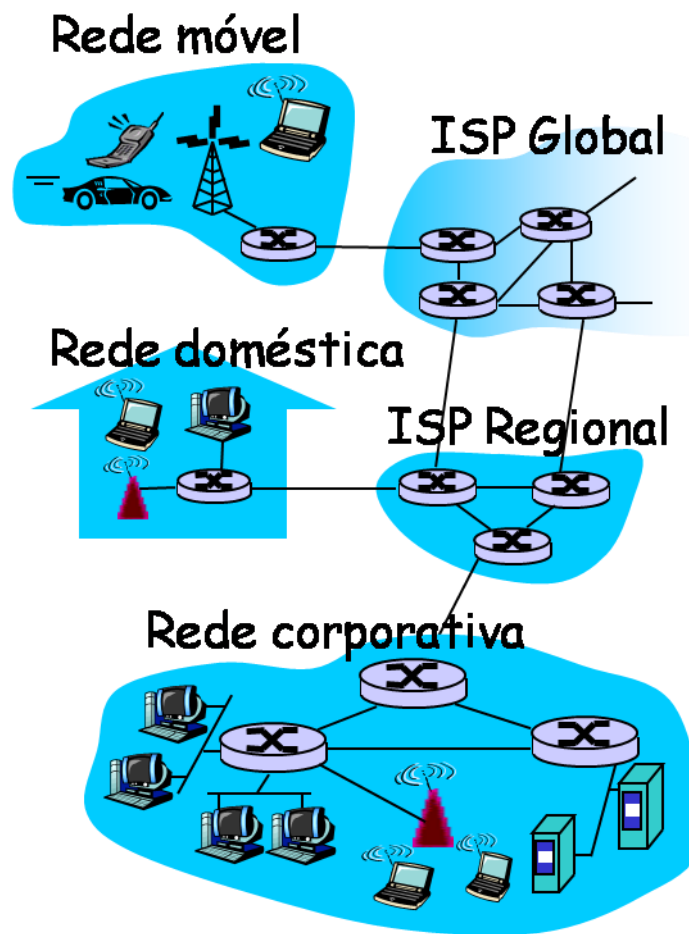 Rede móvel
ISP Global
Rede doméstica
ISP Regional
Rede corporativa